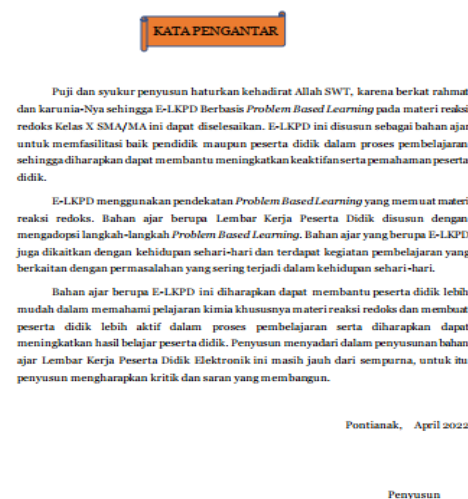 KATA PENGANTAR
Puji dan syukur penyusun haturkan kehadirat Allah SWT, karena berkat rahmat
dan karunia-Nya sehingga E-LKPD Berbasis Problem Based Learning pada materi reaksi
redoks Kelas X SMA/MA ini dapat diselesaikan. E-LKPD ini disusun sebagai bahan ajar
untuk memfasilitasi baik pendidik maupun peserta didik dalam proses pembelajaran
sehingga diharapkan dapat membantu meningkatkan keaktifan serta pemahaman peserta
didik.
E-LKPD menggunakan pendekatan Problem Based Learning yang memuat materi
reaksi redoks. Bahan ajar berupa Lembar Kerja Peserta Didik disusun dengan
mengadopsi langkah-langkah Problem Based Learning. Bahan ajar yang berupa E-LKPD
juga dikaitkan dengan kehidupan sehari-hari dan terdapat kegiatan pembelajaran yang
berkaitan dengan permasalahan yang sering terjadi dalam kehidupan sehari-hari.
Bahan ajar berupa E-LKPD ini diharapkan dapat membantu peserta didik lebih
mudah dalam memahami pelajaran kimia khususnya materi reaksi redoks dan membuat
peserta didik lebih aktif dalam proses pembelajaran serta diharapkan dapat
meningkatkan hasil belajar peserta didik. Penyusun menyadari dalam penyusunan bahan
ajar Lembar Kerja Peserta Didik Elektronik ini masih jauh dari sempurna, untuk itu
penyusun mengharapkan kritik dan saran yang membangun.
Pontianak, April 2022
Penyusun